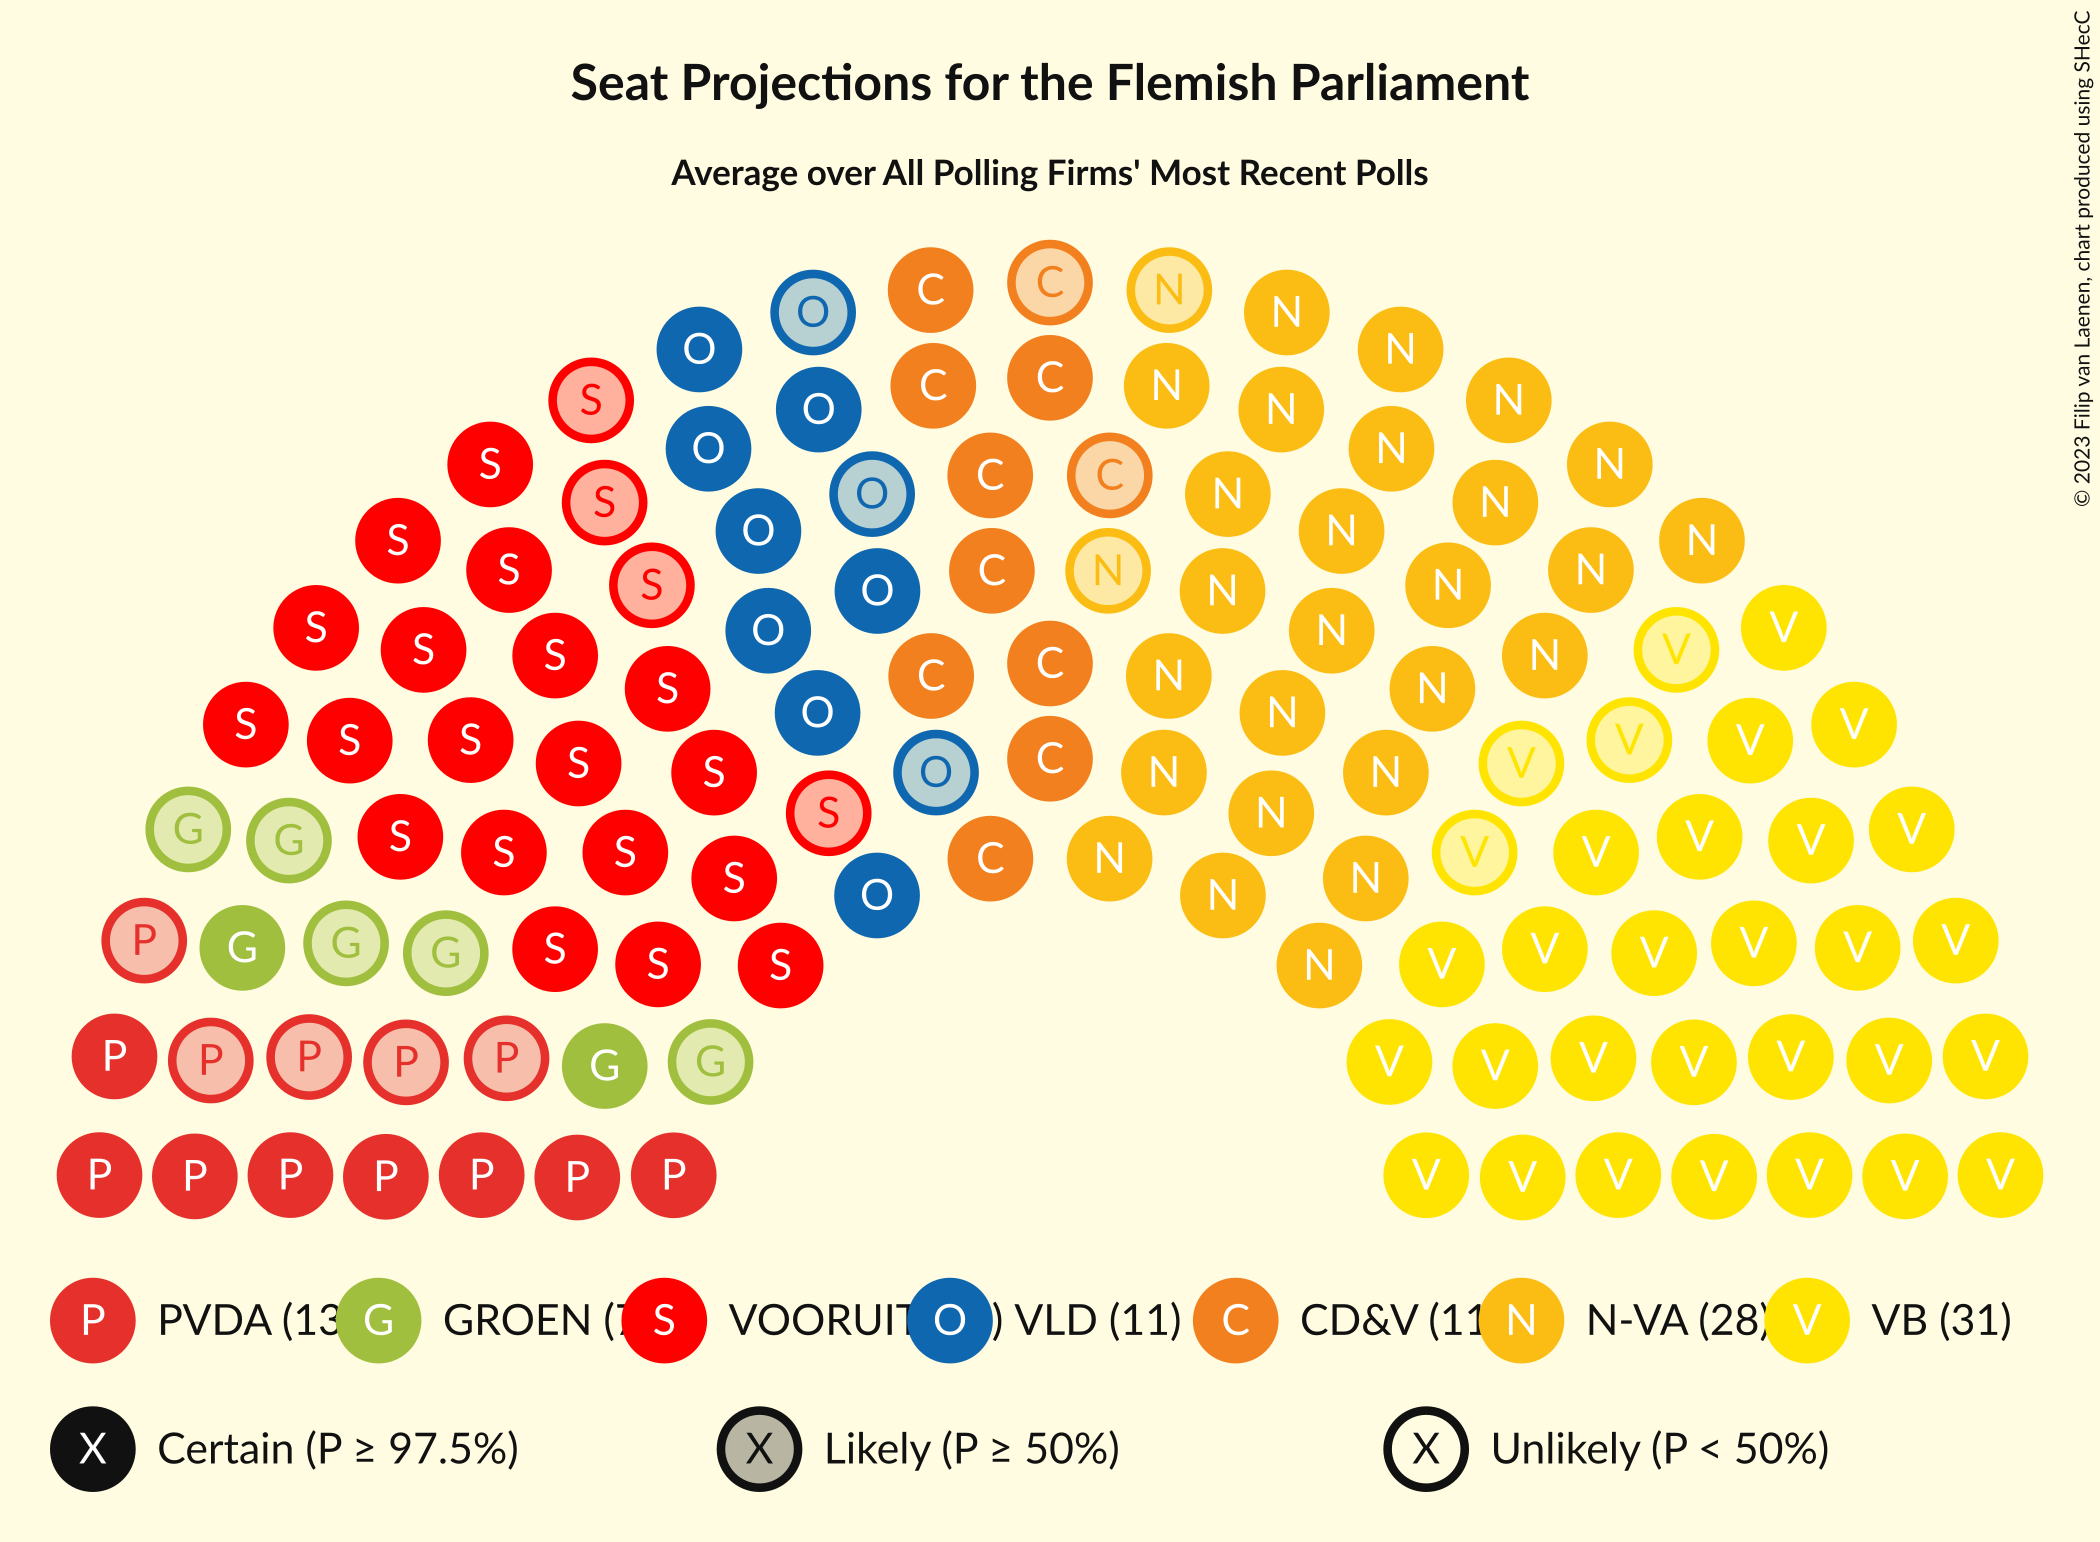 © 2023 Filip van Laenen, chart produced using SHecC
Seat Projections for the Flemish Parliament
Average over All Polling Firms' Most Recent Polls
O C C N N
O N
S O C C N N N
S O C C N N
S O N N
S O N N
S S O C N N N N
S S S O C C N N N V V
S S O N N V
S S S S O C N N V V V
G G S S S S C N N V V V V V
S O N N
P G G G S S S N V V V V V V
P P P P P G G V V V V V V V
P P P P P P P V V V V V V V
P PVDA (13 G GROEN (7 S VOORUIT O ) VLD (11) C CD&V (11 N N-VA (28) V VB (31)
X Certain (P ≥ 97.5%) X Likely (P ≥ 50%) X Unlikely (P < 50%)